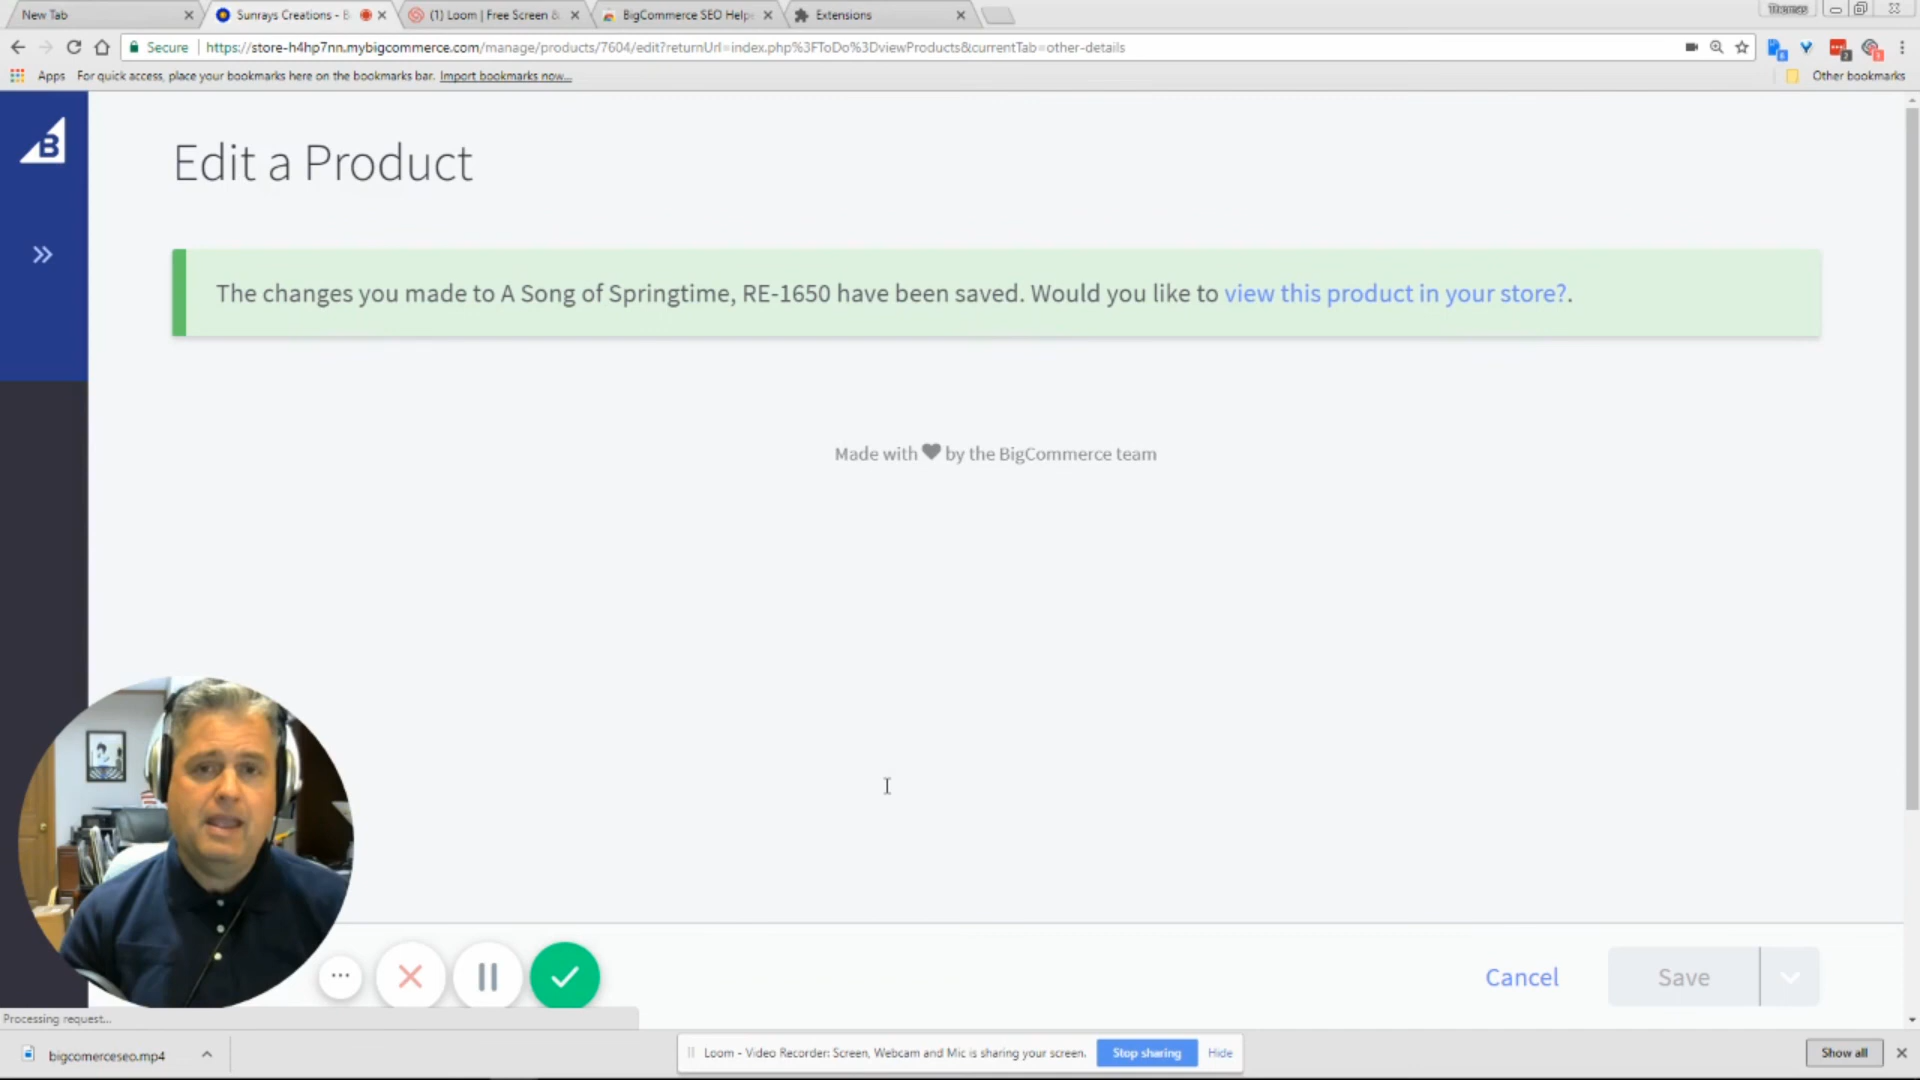 New Tab
Sunrays Creations - B
(1) Loom | Free Screen &
BigCommerce SEO Helpe
Extensions
Thomas
Secure
https://store-h4hp7nn.mybigcommerce.com/manage/products/7604/edit?returnUrl=index.php%3FToDo%3DviewProducts&currentTab=other-details
Apps
For quick access, place your bookmarks here on the bookmarks bar. Import bookmarks now...
Other bookmarks
B
Edit a Product
The changes you made to A Song of Springtime, RE-1650 have been saved. Would you like to view this product in your store?.
Made with ♥ by the BigCommerce team
Cancel
Save
Processing request...
bigcomerceseo.mp4
Loom - Video Recorder: Screen, Webcam and Mic is sharing your screen.
Stop sharing
Hide
Show all